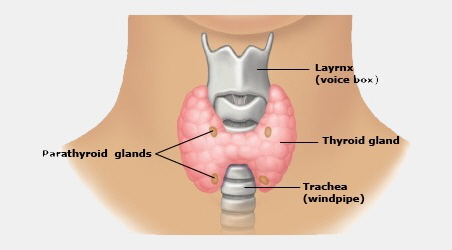 Layrnx
(voice box)
Thyroid gland
Parathyroid glands
Trachea
(windpipe)